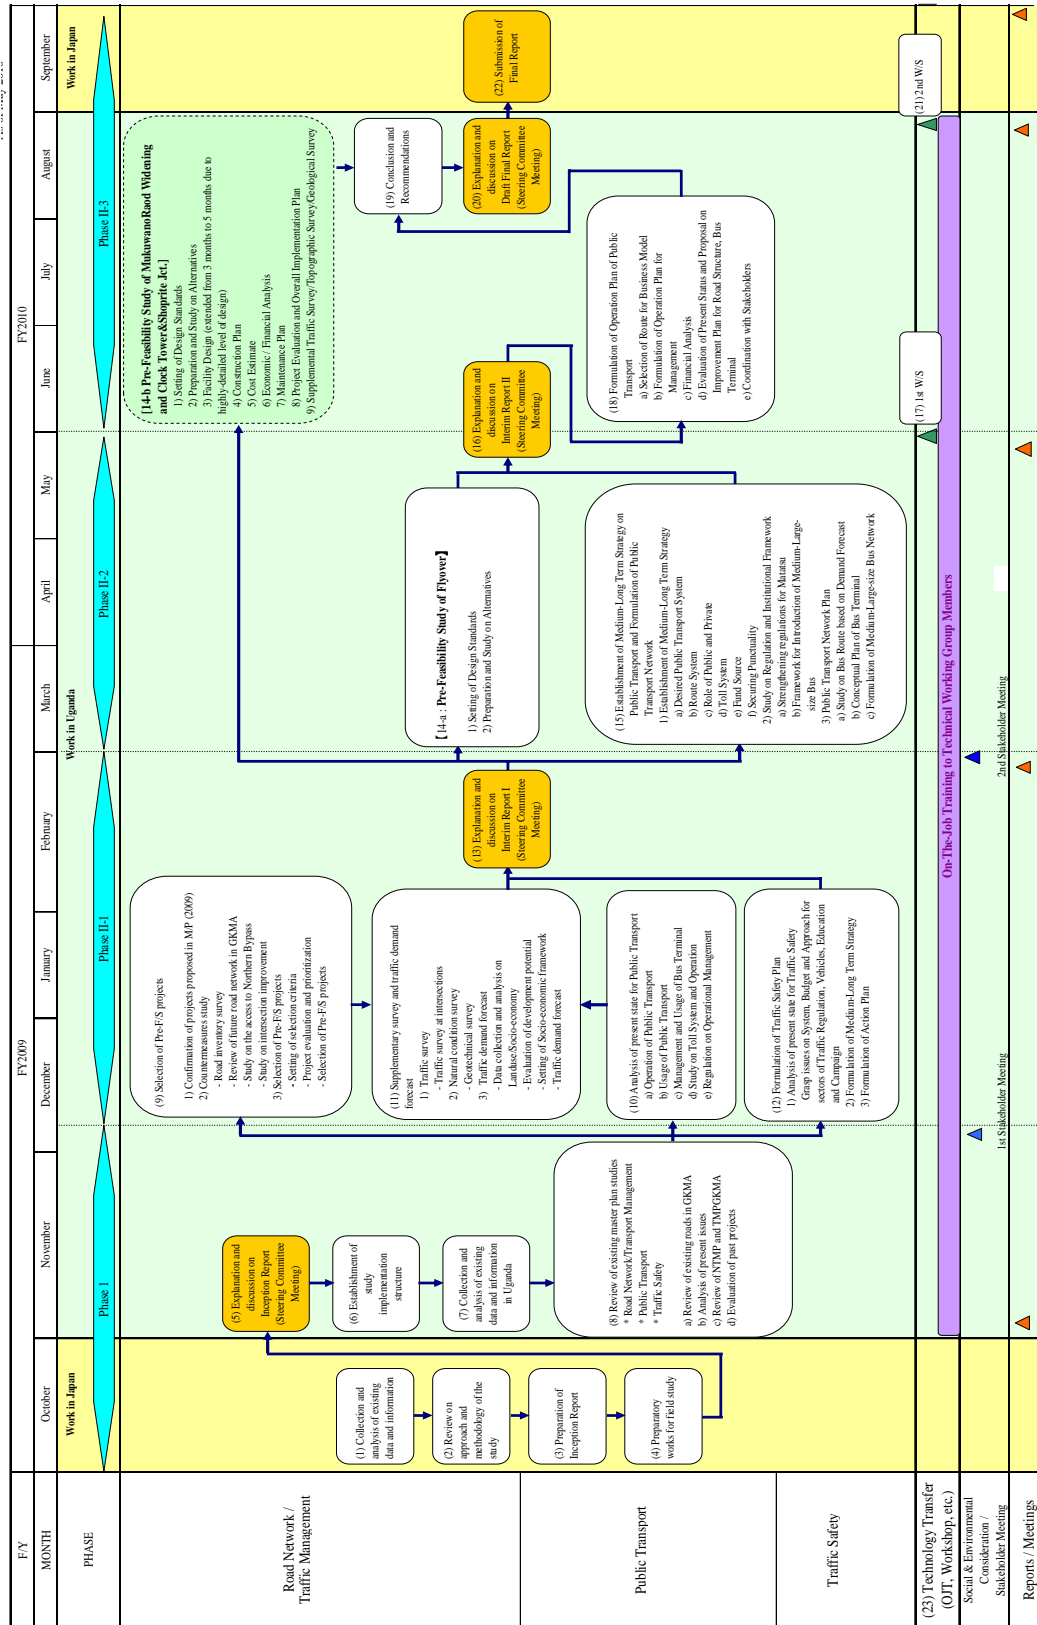 F/Y
FY2009
FY2010
MONTH
October
November
December
January
February
March
April
May
June
July
August
September
PHASE
Work in Japan
Work in Uganda
Work in Japan
Phase 1
Phase II-1
Phase II-2
Phase II-3
Road Network /
Traffic Management
Public Transport
Traffic Safety
(23) Technology Transfer
(OJT, Workshop, etc.)
Social & Environmental
Consideration /
Stakeholder Meeting
Reports / Meetings
(1) Collection and
analysis of existing
data and information
(2) Review on
approach and
methodology of the
study
(3) Preparation of
Inception Report
(4) Preparatory
works for field study
(5) Explanation and
discussion on
Inception Report
(Steering Committee
Meeting)
(6) Establishment of
study
implementation
structure
(7) Collection and
analysis of existing
data and information
in Uganda
(8) Review of existing master plan studies
* Road Network/Transport Management
* Public Transport
* Traffic Safety
a) Review of existing roads in GKMA
b) Analysis of present issues
c) Review of NTMP and TMPGKMA
d) Evaluation of past projects
(9) Selection of Pre-F/S projects
1) Confirmation of projects proposed in M/P (2009)
2) Countermeasures study
- Road inventory survey
- Review of future road network in GKMA
- Study on the access to Northern Bypass
- Study on intersection improvement
3) Selection of Pre-F/S projects
- Setting of selection criteria
- Project evaluation and prioritization
- Selection of Pre-F/S projects
(11) Supplementary survey and traffic demand
forecast
1) Traffic survey
- Traffic survey at intersections
2) Natural condition survey
- Geotechnical survey
3) Traffic demand forecast
- Data collection and analysis on
Landuse/Socio-economy
- Evaluation of development potential
- Setting of Socio-economic framework
- Traffic demand forecast
(10) Analysis of present state for Public Transport
a) Operation of Public Transport
b) Usage of Public Transport
c) Management and Usage of Bus Terminal
d) Study on Toll System and Operation
e) Regulation on Operational Management
(12) Formulation of Traffic Safety Plan
1) Analysis of present state for Traffic Safety
Grasp issues on System, Budget and Approach for
sectors of Traffic Regulation, Vehicles, Education
and Campaign
2) Formulation of Medium-Long Term Strategy
3) Formulation of Action Plan
(13) Explanation and
discussion on
Interim Report I
(Steering Committee
Meeting)
【14-a : Pre-Feasibility Study of Flyover】
1) Setting of Design Standards
2) Preparation and Study on Alternatives
(15) Establishment of Medium-Long Term Strategy on
Public Transport and Formulation of Public
Transport Network
1) Establishment of Medium-Long Term Strategy
a) Desired Public Transport System
b) Route System
c) Role of Public and Private
d) Toll System
e) Fund Source
f) Securing Punctuality
2) Study on Regulation and Institutional Framework
a) Strengthening regulations for Matatsu
b) Framework for Introduction of Medium-Large-
size Bus
3) Public Transport Network Plan
a) Study on Bus Route based on Demand Forecast
b) Conceptual Plan of Bus Terminal
c) Formulation of Medium-Large-size Bus Network
(16) Explanation and
discussion on
Interim Report II
(Steering Committee
Meeting)
[14-b Pre-Feasibility Study of MukuwanoRaod Widening
and Clock Tower&Shoprite Jct.]
1) Setting of Design Standards
2) Preparation and Study on Alternatives
3) Facility Design (extended from 3 months to 5 months due to
highly-detailed level of design)
4) Construction Plan
5) Cost Estimate
6) Economic / Financial Analysis
7) Maintenance Plan
8) Project Evaluation and Overall Implementation Plan
9) Supplemental Traffic Survey/Topographic Survey/Geological Survey
(18) Formulation of Operation Plan of Public
Transport
a) Selection of Route for Business Model
b) Formulation of Operation Plan for
Management
c) Financial Analysis
d) Evaluation of Present Status and Proposal on
Improvement Plan for Road Structure, Bus
Terminal
e) Coordination with Stakeholders
(19) Conclusion and
Recommendations
(20) Explanation and
discussion on
Draft Final Report
(Steering Committee
Meeting)
(22) Submission of
Final Report
(17) 1st W/S
(21) 2nd W/S
On-The-Job Training to Technical Working Group Members
1st Stakeholder Meeting
2nd Stakeholder Meeting